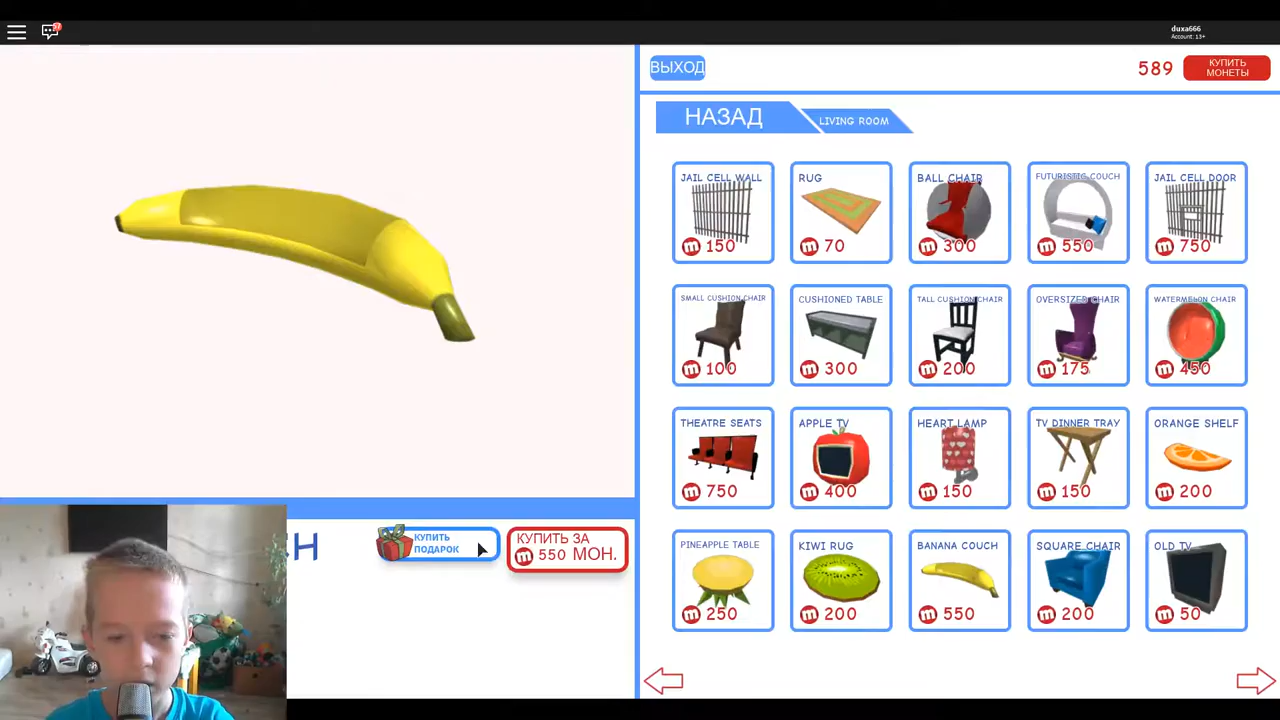 duxa666
Account: 13+
ВЫХОД
589
КУПИТЬ
МОНЕТЫ
НАЗАД
LIVING ROOM
JAIL CELL WALL
RUG
BALL CHAIR
FUTURISTIC COUCH
JAIL CELL DOOR
150
70
300
550
750
SMALL CUSHION CHAIR
CUSHIONED TABLE
TALL CUSHION CHAIR
OVERSIZED CHAIR
WATERMELON CHAIR
100
300
200
175
450
THEATRE SEATS
APPLE TV
HEART LAMP
TV DINNER TRAY
ORANGE SHELF
750
400
150
150
200
CH
КУПИТЬ
ПОДАРОК
КУПИТЬ ЗА
550 МОН.
PINEAPPLE TABLE
KIWI RUG
BANANA COUCH
SQUARE CHAIR
OLD TV
250
200
550
200
50